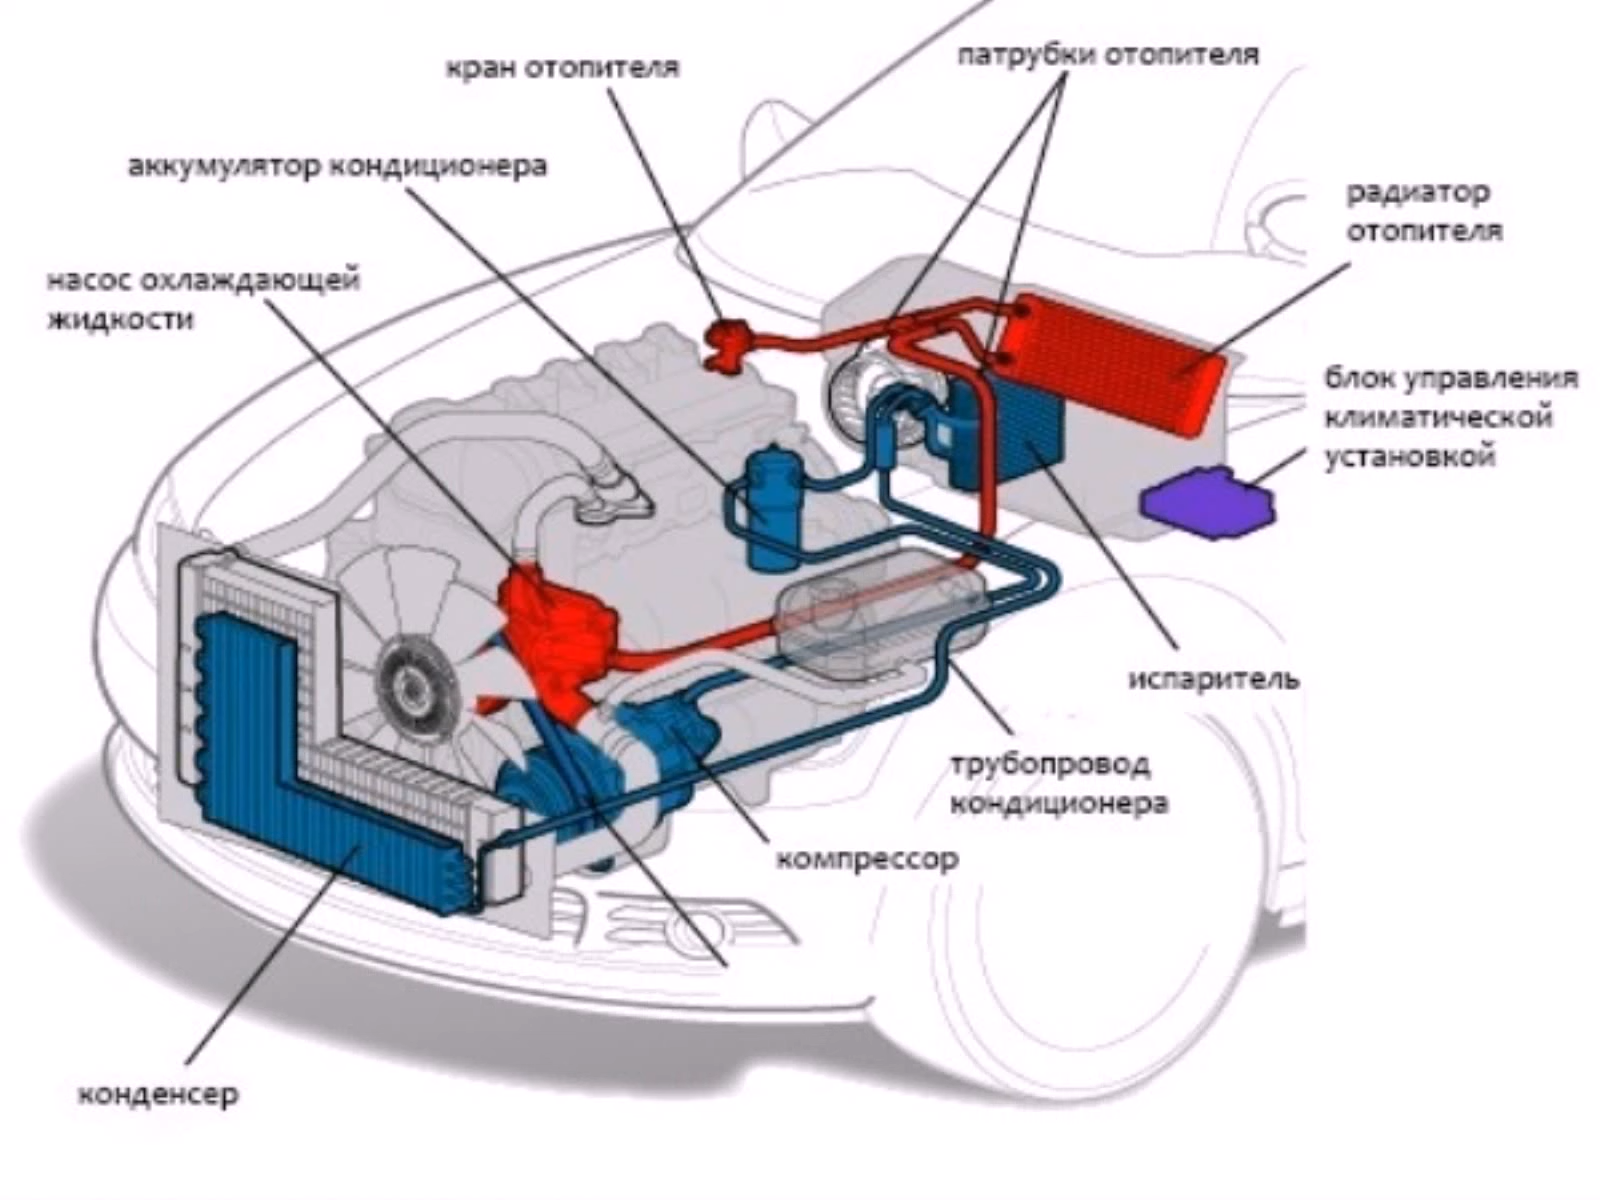 кран отопителя
патрубки отопителя
аккумулятор кондиционера
радиатор
отопителя
насос охлаждающей
жидкости
блок управления
климатической
установкой
испаритель
трубопровод
кондиционера
компрессор
конденсер